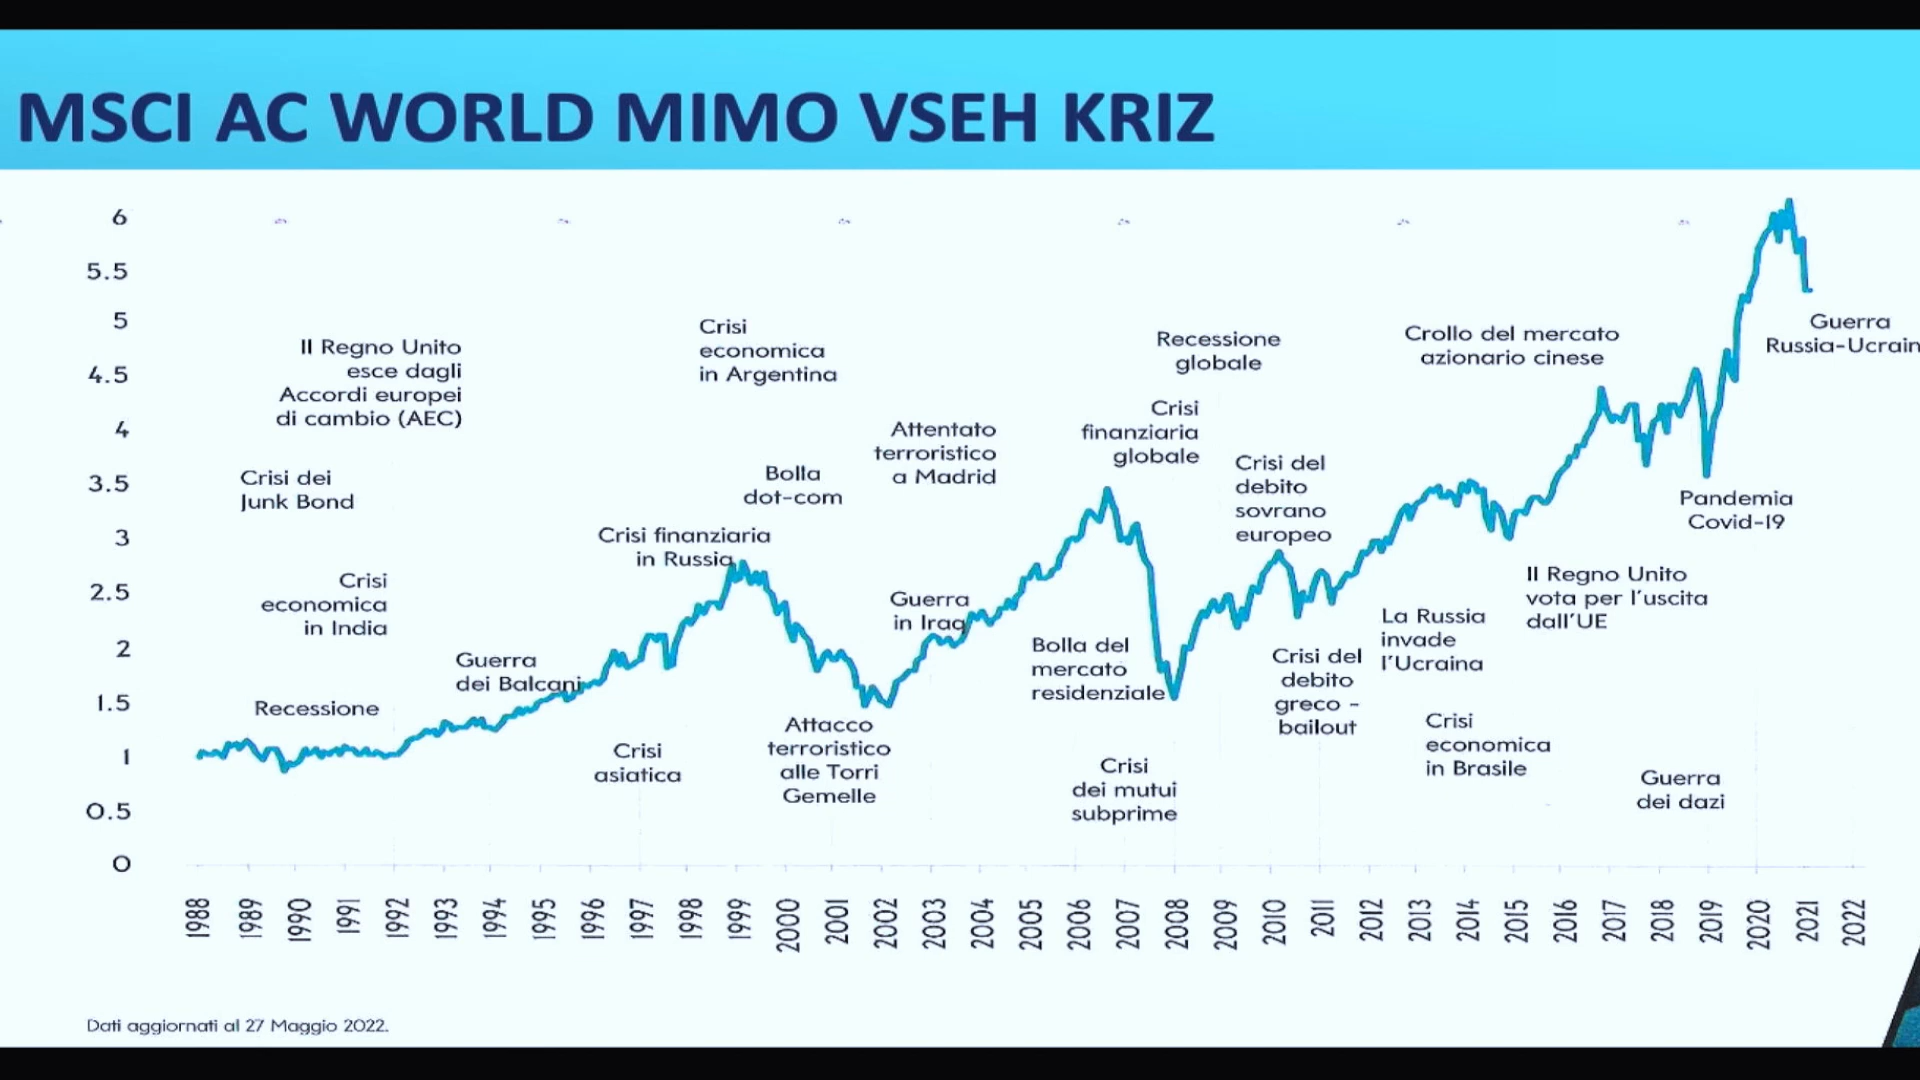 MSCI AC WORLD MIMO VSEH KRIZ
6
5.5
5
4.5
4
3.5
3
2.5
2
1.5
1
0.5
0
Il Regno Unito
esce dagli
Accordi europei
di cambio (AEC)
Crisi dei
Junk Bond
Crisi
economica
in India
Recessione
Guerra
dei Balcani
Crisi
economica
in Argentina
Bolla
dot-com
Crisi finanziaria
in Russia
Crisi
asiatica
Attacco
terroristico
alle Torri
Gemelle
Attentato
terroristico
a Madrid
Guerra
in Iraq
Recessione
globale
Crisi
finanziaria
globale
Bolla del
mercato
residenziale
Crisi
dei mutui
subprime
Crisi del
debito
sovrano
europeo
Crisi del
debito
greco -
bailout
Crollo del mercato
azionario cinese
La Russia
invade
l'Ucraina
Crisi
economica
in Brasile
Il Regno Unito
vota per l'uscita
dall'UE
Pandemia
Covid-19
Guerra
dei dazi
Guerra
Russia-Ucrain
1988 1989 1990 1991 1992 1993 1994 1995 1996 1997 1998 1999 2000 2001 2002 2003 2004 2005 2006 2007 2008 2009 2010 2011 2012 2013 2014 2015 2016 2017 2018 2019 2020 2021 2022
Dati aggiornati al 27 Maggio 2022.